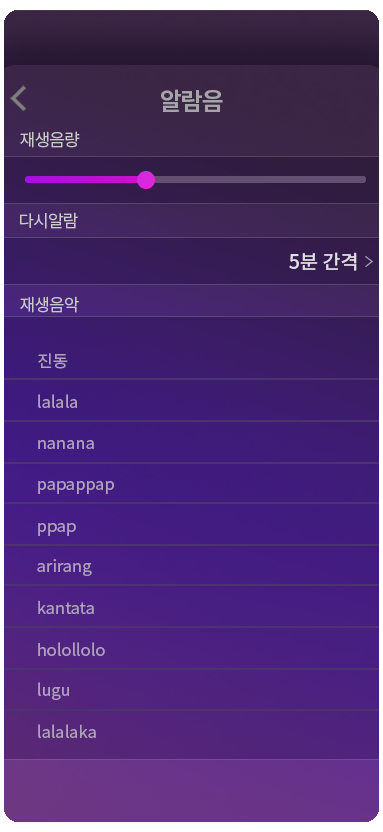 알람음
재생음량
다시알람
5분 간격 >
재생음악
진동
lalala
nanana
papappap
ppap
arirang
kantata
holollolo
lugu
lalalaka